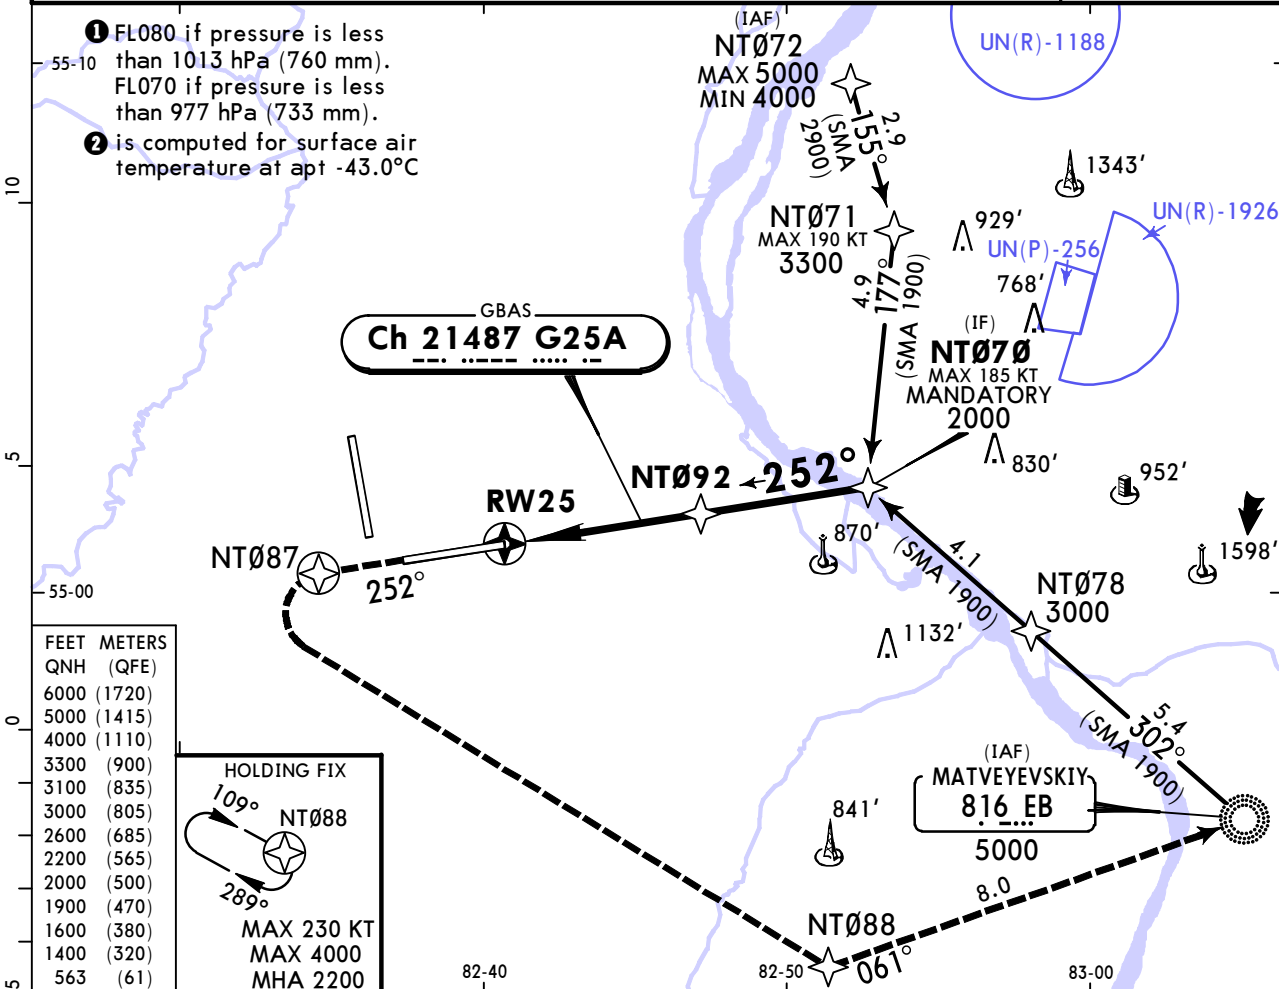 ❶ FL080 if pressure is less
than 1013 hPa (760 mm).
FL070 if pressure is less
than 977 hPa (733 mm).
❷ is computed for surface air
temperature at apt -43.0°C
55-10
(IAF)
NTØ72
MAX 5000
MIN 4000
UN(R)-1188
2.9
155°
(SMA
2900)
1343'
10
NTØ71
MAX 190 KT
3300
929'
UN(R)-1926
UN(P)-256
768'
4.9
177°
(SMA 1900)
GBAS
Ch 21487 G25A
(IF)
NTØ7Ø
MAX 185 KT
MANDATORY
2000
5
830'
952'
NTØ92
252°
RW25
870'
1598'
NTØ87
252°
4.1
(SMA 1900)
NTØ78
3000
55-00
1132'
FEET METERS
QNH (QFE)
6000 (1720)
5000 (1415)
4000 (1110)
3300 (900)
3100 (835)
3000 (805)
2600 (685)
2200 (565)
2000 (500)
1900 (470)
1600 (380)
1400 (320)
563 (61)
0
5.4
302°
(SMA 1900)
(IAF)
MATVEYEVSKIY
816 EB
5000
HOLDING FIX
109°
NTØ88
289°
MAX 230 KT
MAX 4000
MHA 2200
841'
8.0
NTØ88
061°
5
82-40
82-50
83-00